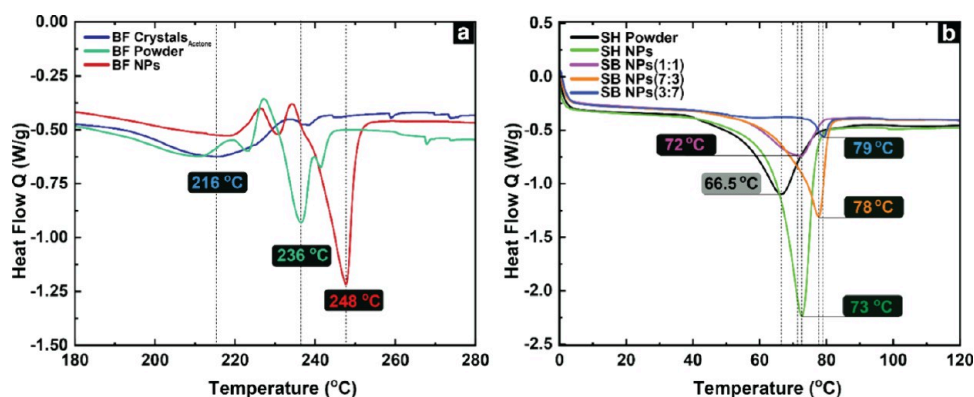 a
BF Crystals Acetone
BF Powder
BF NPs
0.00
-0.25
-0.50
-0.75
-1.00
-1.25
-1.50
Heat Flow Q (W/g)
216 °C
236 °C
248 °C
180
200
220
240
260
280
Temperature (°C)
b
SH Powder
SH NPs
SB NPs(1:1)
SB NPs(7:3)
SB NPs(3:7)
0.5
0.0
-0.5
-1.0
-1.5
-2.0
-2.5
Heat Flow Q (W/g)
72 °C
66.5 °C
79 °C
78 °C
73 °C
0
20
40
60
80
100
120
Temperature (°C)